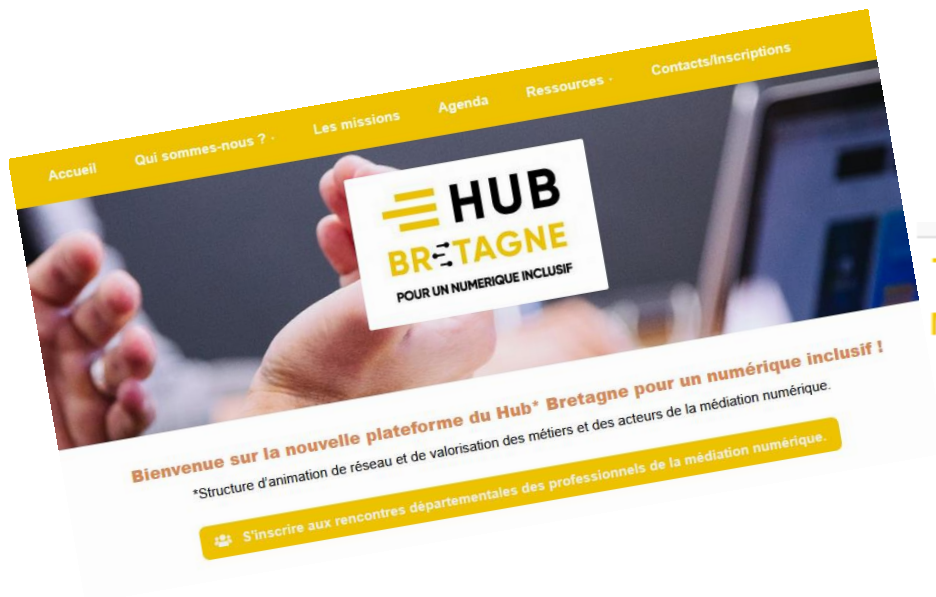 Accueil Qui sommes-nous ? Les missions Agenda Ressources Contacts/Inscriptions
HUB
BRETAGNE
POUR UN NUMERIQUE INCLUSIF
Bienvenue sur la nouvelle plateforme du Hub* Bretagne pour un numérique inclusif !
*Structure d'animation de réseau et de valorisation des métiers et des acteurs de la médiation numérique.
S'inscrire aux rencontres départementales des professionnels de la médiation numérique.